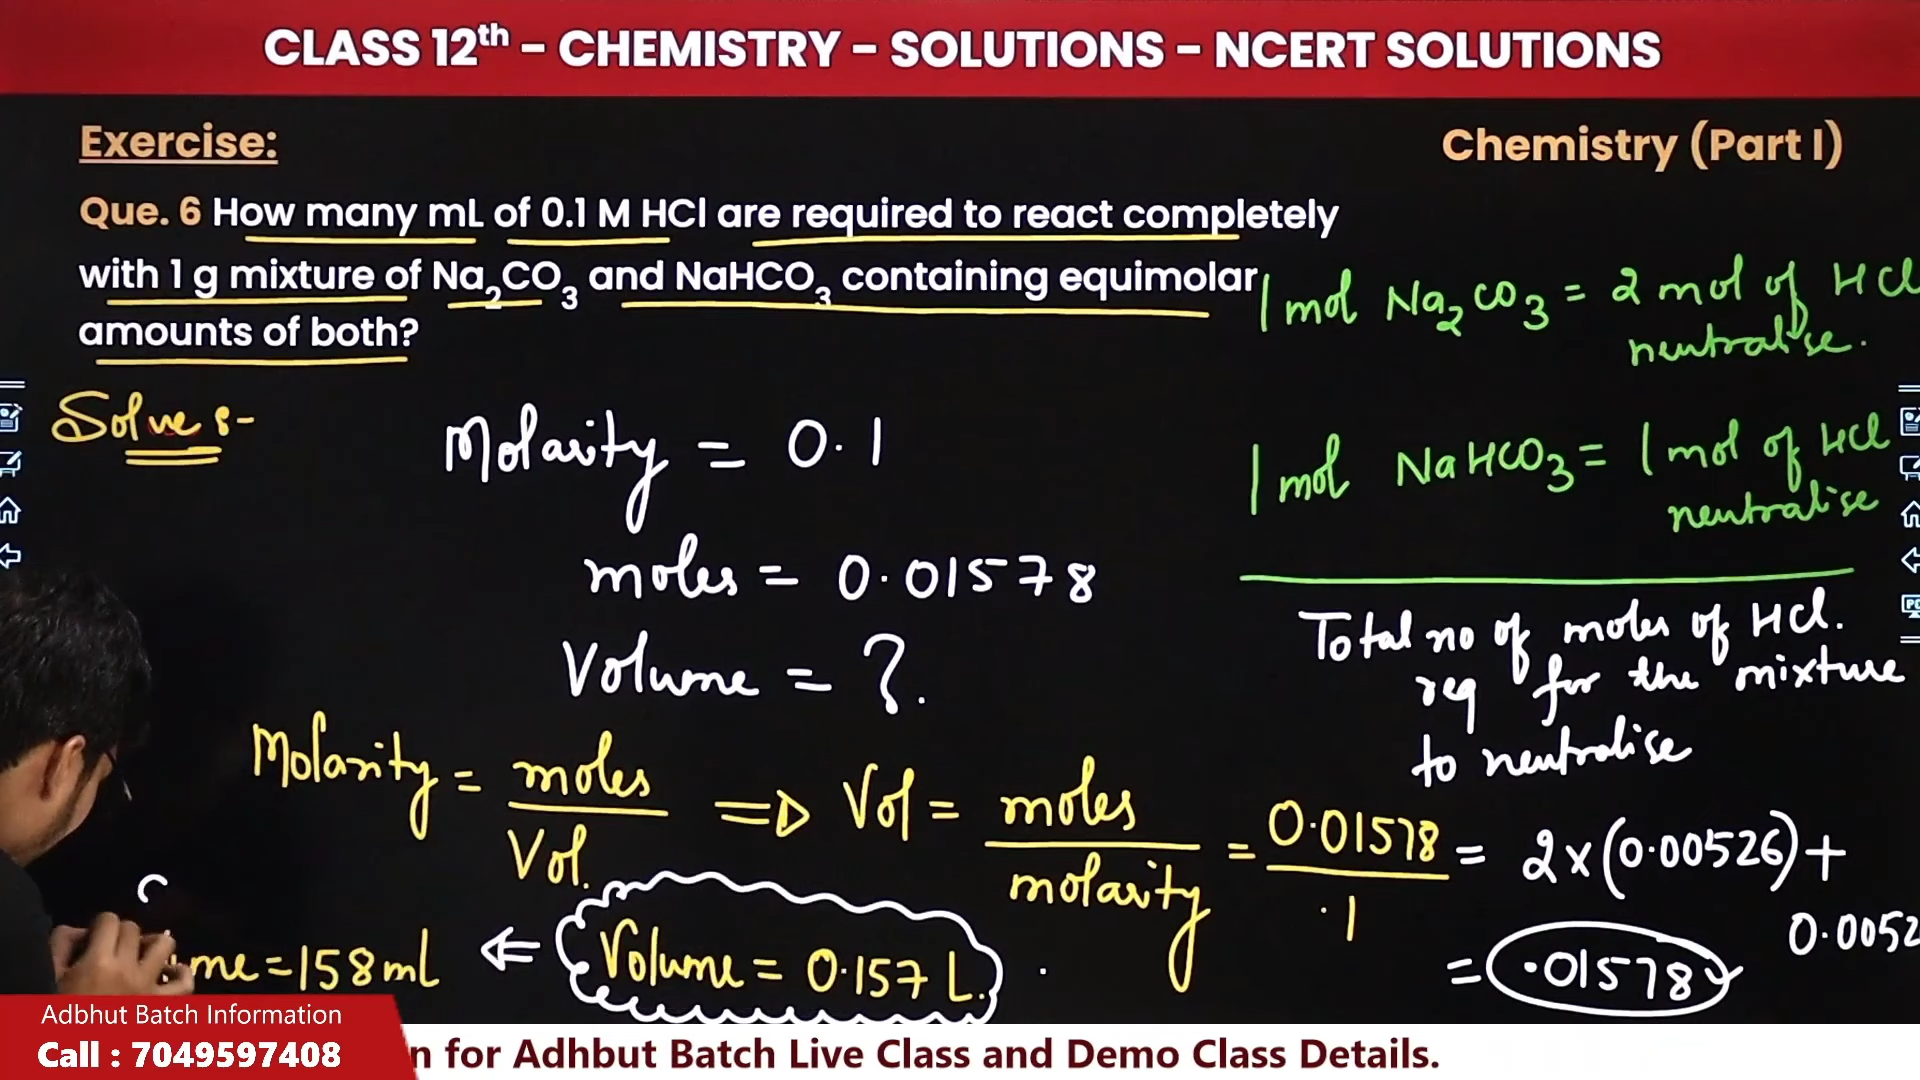 CLASS 12th - CHEMISTRY - SOLUTIONS - NCERT SOLUTIONS
Exercise:
Chemistry (Part I)
Que. 6 How many mL of 0.1 M HCl are required to react completely
with 1 g mixture of Na2CO3 and NaHCO3 containing equimolar
amounts of both?
1 mol Na2CO3 = 2 mol of HCl
neutralise.
Solve :-
Molarity = 0.1
1 mol NaHCO3 = 1 mol of HCl
neutralise
moles = 0.01578
Volume = ?.
Total no of moles of HCl.
req for the mixture
to neutralise
Molarity = moles / Vol. => Vol = moles / molarity = 0.01578 / .1 = 2x(0.00526)+
0.0052
= .01578
Volume = 0.157 L.
me = 158 ml
Adbhut Batch Information
Call : 7049597408
n for Adhbut Batch Live Class and Demo Class Details.